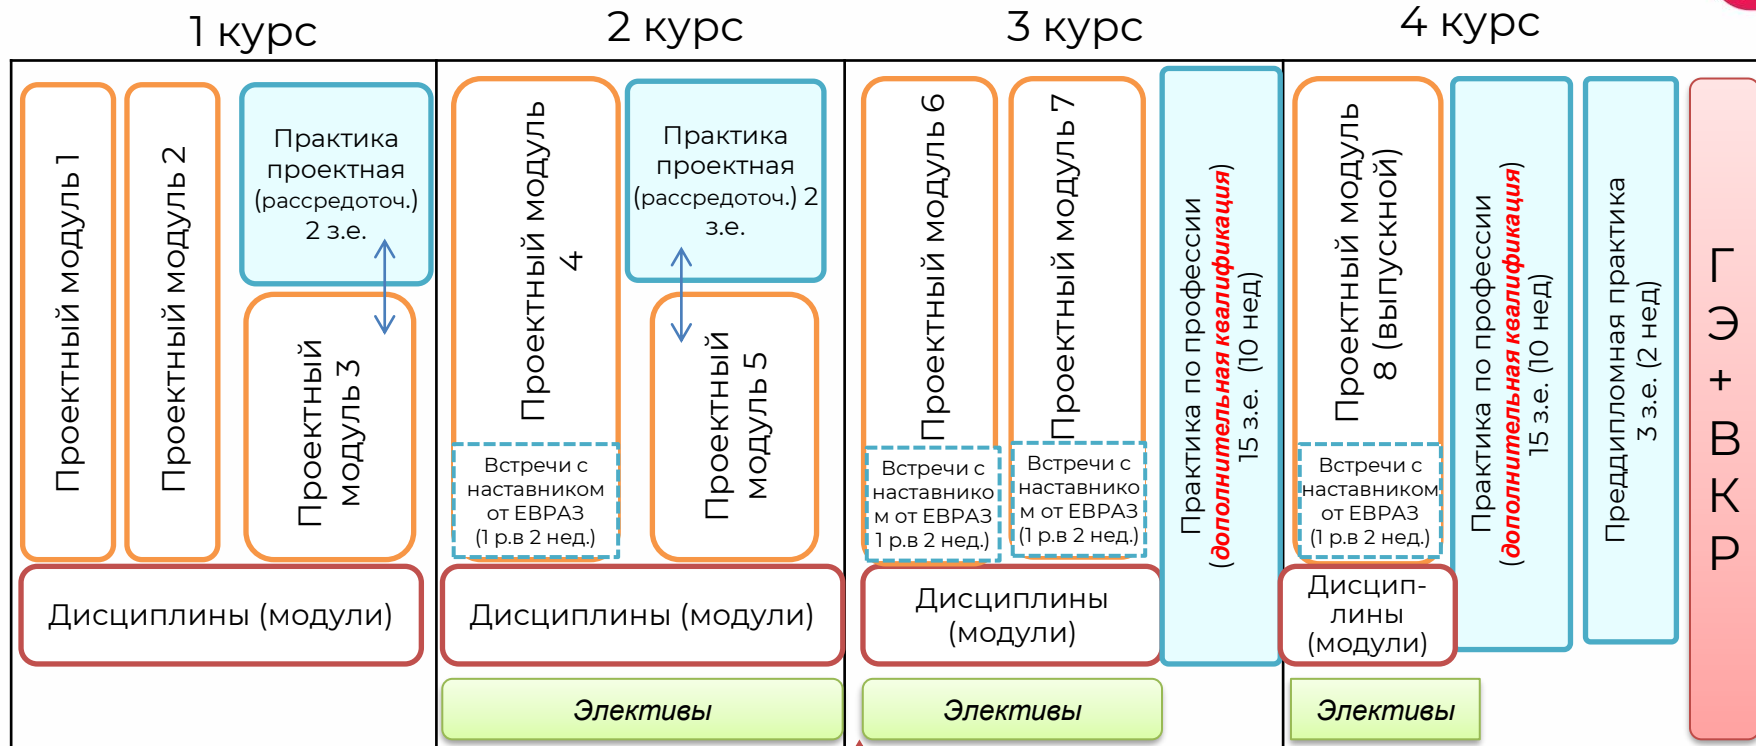 1 курс
2 курс
3 курс
4 курс
Проектный модуль 1
Проектный модуль 2
Практика
проектная
(рассредоточ.)
2 з.е.
Проектный
модуль 3
Дисциплины (модули)
Проектный модуль
4
Встречи с
наставником
от ЕВРАЗ
(1 р.в 2 нед.)
Практика
проектная
(рассредоточ.) 2
з.е.
Проектный
модуль 5
Дисциплины (модули)
Элективы
Проектный модуль 6
Встречи с
наставнико
м от ЕВРАЗ
1 р.в 2 нед.)
Проектный модуль 7
Встречи с
наставнико
м от ЕВРАЗ
(1 р.в 2 нед.)
Практика по профессии
(дополнительная квалификация)
15 з.е. (10 нед)
Дисциплины
(модули)
Элективы
Проектный модуль
8 (выпускной)
Встречи с
наставником
от ЕВРАЗ
(1 р.в 2 нед.)
Дисцип-
лины
(модули)
Элективы
Практика по профессии
(дополнительная квалификация)
15 з.е. (10 нед)
Преддипломная практика
3 з.е. (2 нед)
Г
Э
+
В
К
Р